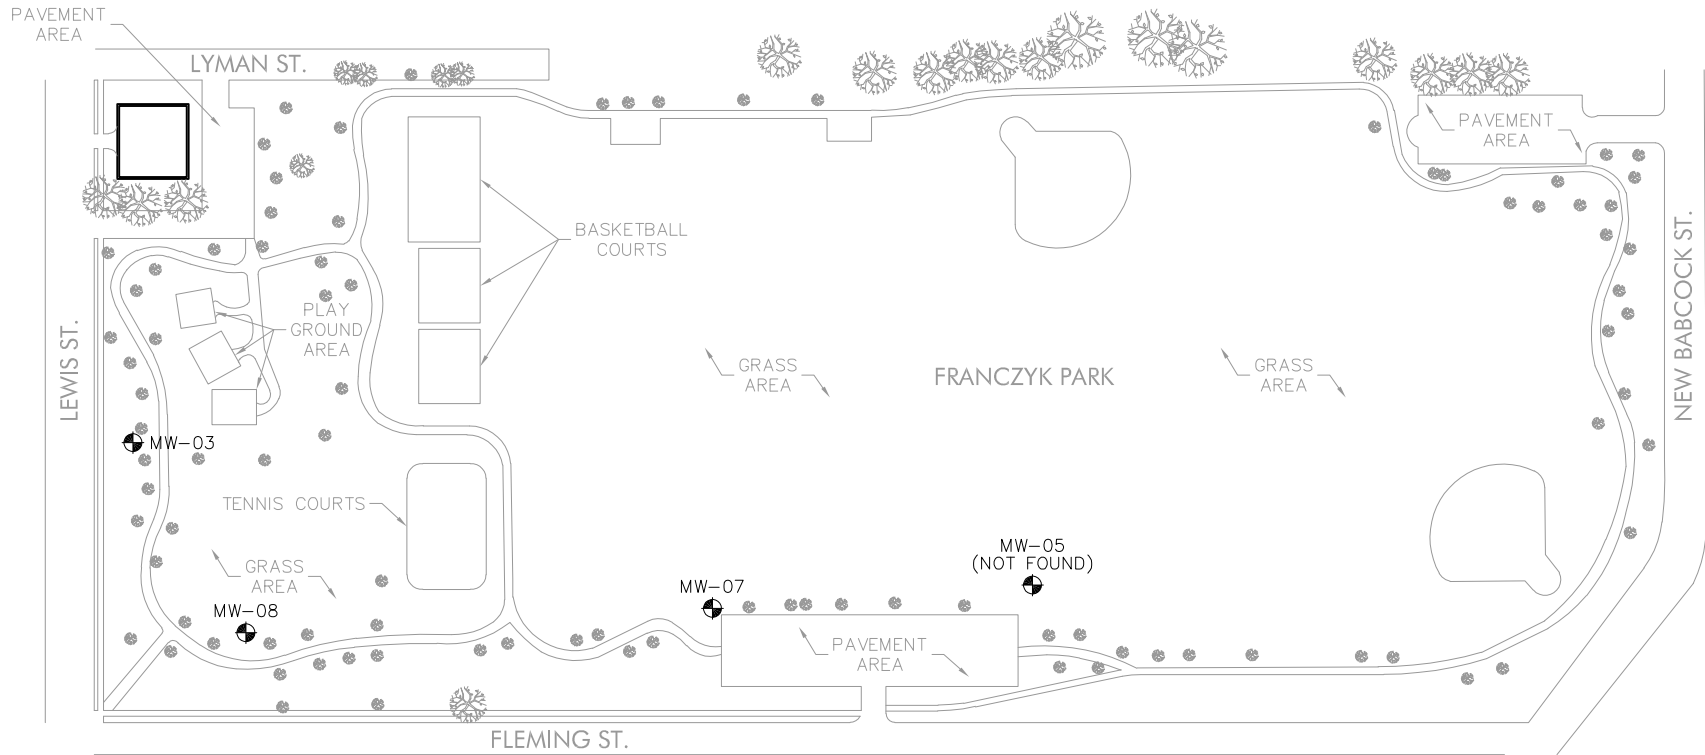 PAVEMENT
AREA
LYMAN ST.
PAVEMENT
AREA
BASKETBALL
COURTS
PLAY
GROUND
AREA
LEWIS ST.
GRASS
AREA
FRANCZYK PARK
GRASS
AREA
NEW BABCOCK ST.
MW-03
TENNIS COURTS
GRASS
AREA
MW-08
MW-07
MW-05
(NOT FOUND)
PAVEMENT
AREA
FLEMING ST.